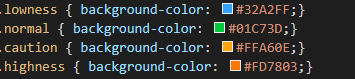 .lowness { background-color: #32A2FF;}
.normal { background-color: #01C73D;}
.caution { background-color: #FFA60E;}
.highness { background-color: #FD7803;}